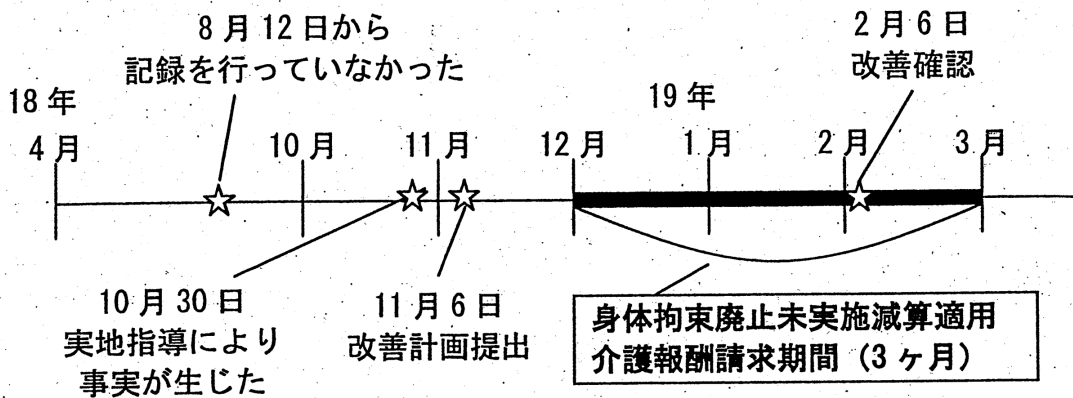 8月12日から
記録を行っていなかった
2月6日
改善確認
18年
19年
4月
10月
11月
12月
1月
2月
3月
10月30日
実地指導により
事実が生じた
11月6日
改善計画提出
身体拘束廃止未実施減算適用
介護報酬請求期間（3ヶ月）